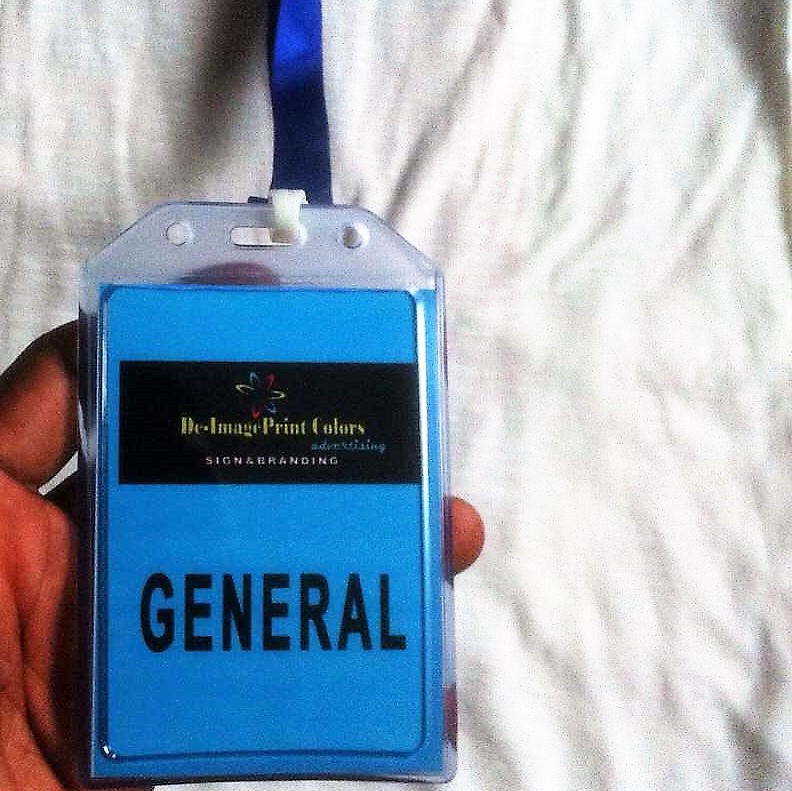 De-ImagePrint Colors
advertising
SIGN&BRANDING
GENERAL